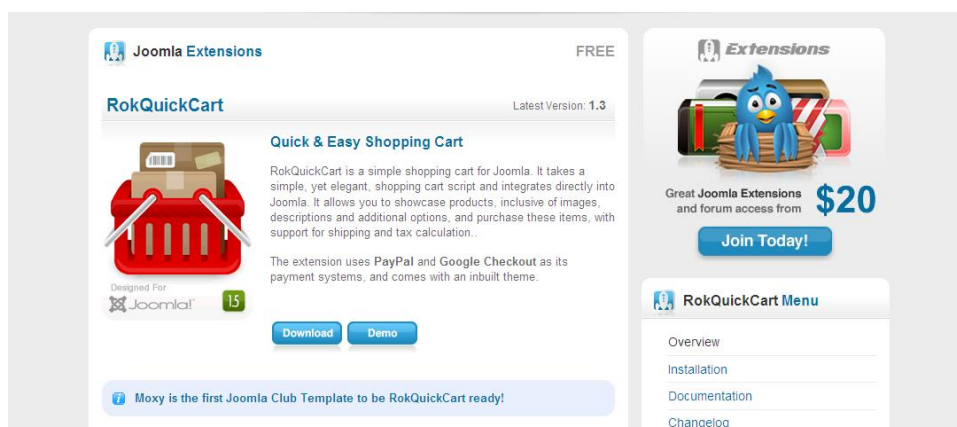 Joomla Extensions
FREE
RokQuickCart
Latest Version: 1.3
Quick & Easy Shopping Cart
RokQuickCart is a simple shopping cart for Joomla. It takes a
simple, yet elegant, shopping cart script and integrates directly into
Joomla. It allows you to showcase products, inclusive of images,
descriptions and additional options, and purchase these items, with
support for shipping and tax calculation..
The extension uses PayPal and Google Checkout as its
payment systems, and comes with an inbuilt theme.
Designed For
Joomla!
1.5
Download
Demo
Moxy is the first Joomla Club Template to be RokQuickCart ready!
Extensions
Great Joomla Extensions
and forum access from
$20
Join Today!
RokQuickCart Menu
Overview
Installation
Documentation
Changelog